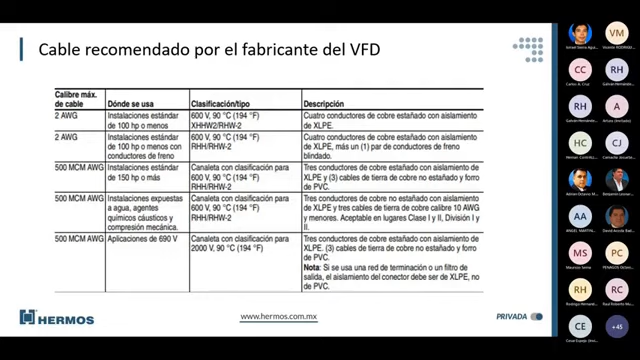 Cable recomendado por el fabricante del VFD
Calibre máx. de cable
Dónde se usa
Clasificación/tipo
Descripción
2 AWG
Instalaciones estándar
de 100 hp o menos
600 V, 90 °C (194 °F)
XHHW2/RHW-2
Cuatro conductores de cobre estañado con aislamiento
de XLPE.
2 AWG
Instalaciones estándar
de 100 hp o menos con
conductores de freno
600 V, 90 °C (194 °F)
RHH/RHW-2
Cuatro conductores de cobre estañado con aislamiento
de XLPE, más un (1) par de conductores de freno
blindado.
500 MCM AWG
Instalaciones estándar
de 150 hp o más
Canaleta con clasificación para
600 V, 90 °C (194 °F)
RHH/RHW-2
Tres conductores de cobre estañado con aislamiento de
XLPE y (3) cables de tierra de cobre no estañado y forro
de PVC.
500 MCM AWG
Instalaciones expuestas
a agua, agentes
químicos cáusticos y
compresión mecánica.
Canaleta con clasificación para
600 V, 90 °C (194 °F)
RHH/RHW-2
Tres conductores de cobre estañado con aislamiento de
XLPE y tres cables de tierra de cobre calibre 10 AWG
y menores. Aceptable en lugares Clase I y II, División I y
II.
500 MCM AWG
Aplicaciones de 690 V
Canaleta con clasificación para
2000 V, 90 °C (194 °F)
Tres conductores de cobre estañado con aislamiento de
XLPE. (3) cables de tierra de cobre no estañado y forro
de PVC.
Nota: Si se usa una red de terminación o un filtro de
salida, el aislamiento del conector debe ser de XLPE, no
de PVC.
HERMOS
www.hermos.com.mx
PRIVADA
VM
CC
Carlos A. Cruz
RH
RH
A
HC
CJ
AA
MS
PC
RH
RC
CE
+45